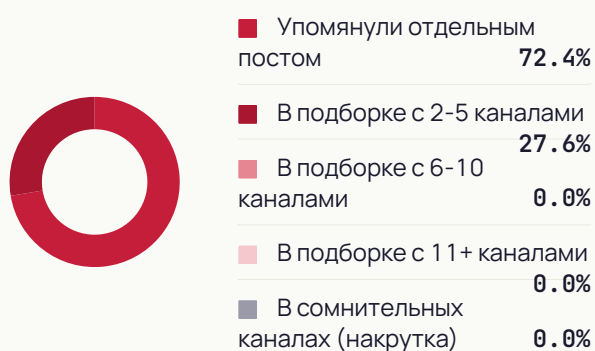 Упомянули отдельным
постом 72.4%
В подборке с 2-5 каналами
27.6%
В подборке с 6-10
каналами 0.0%
В подборке с 11+ каналами
0.0%
В сомнительных
каналах (накрутка) 0.0%